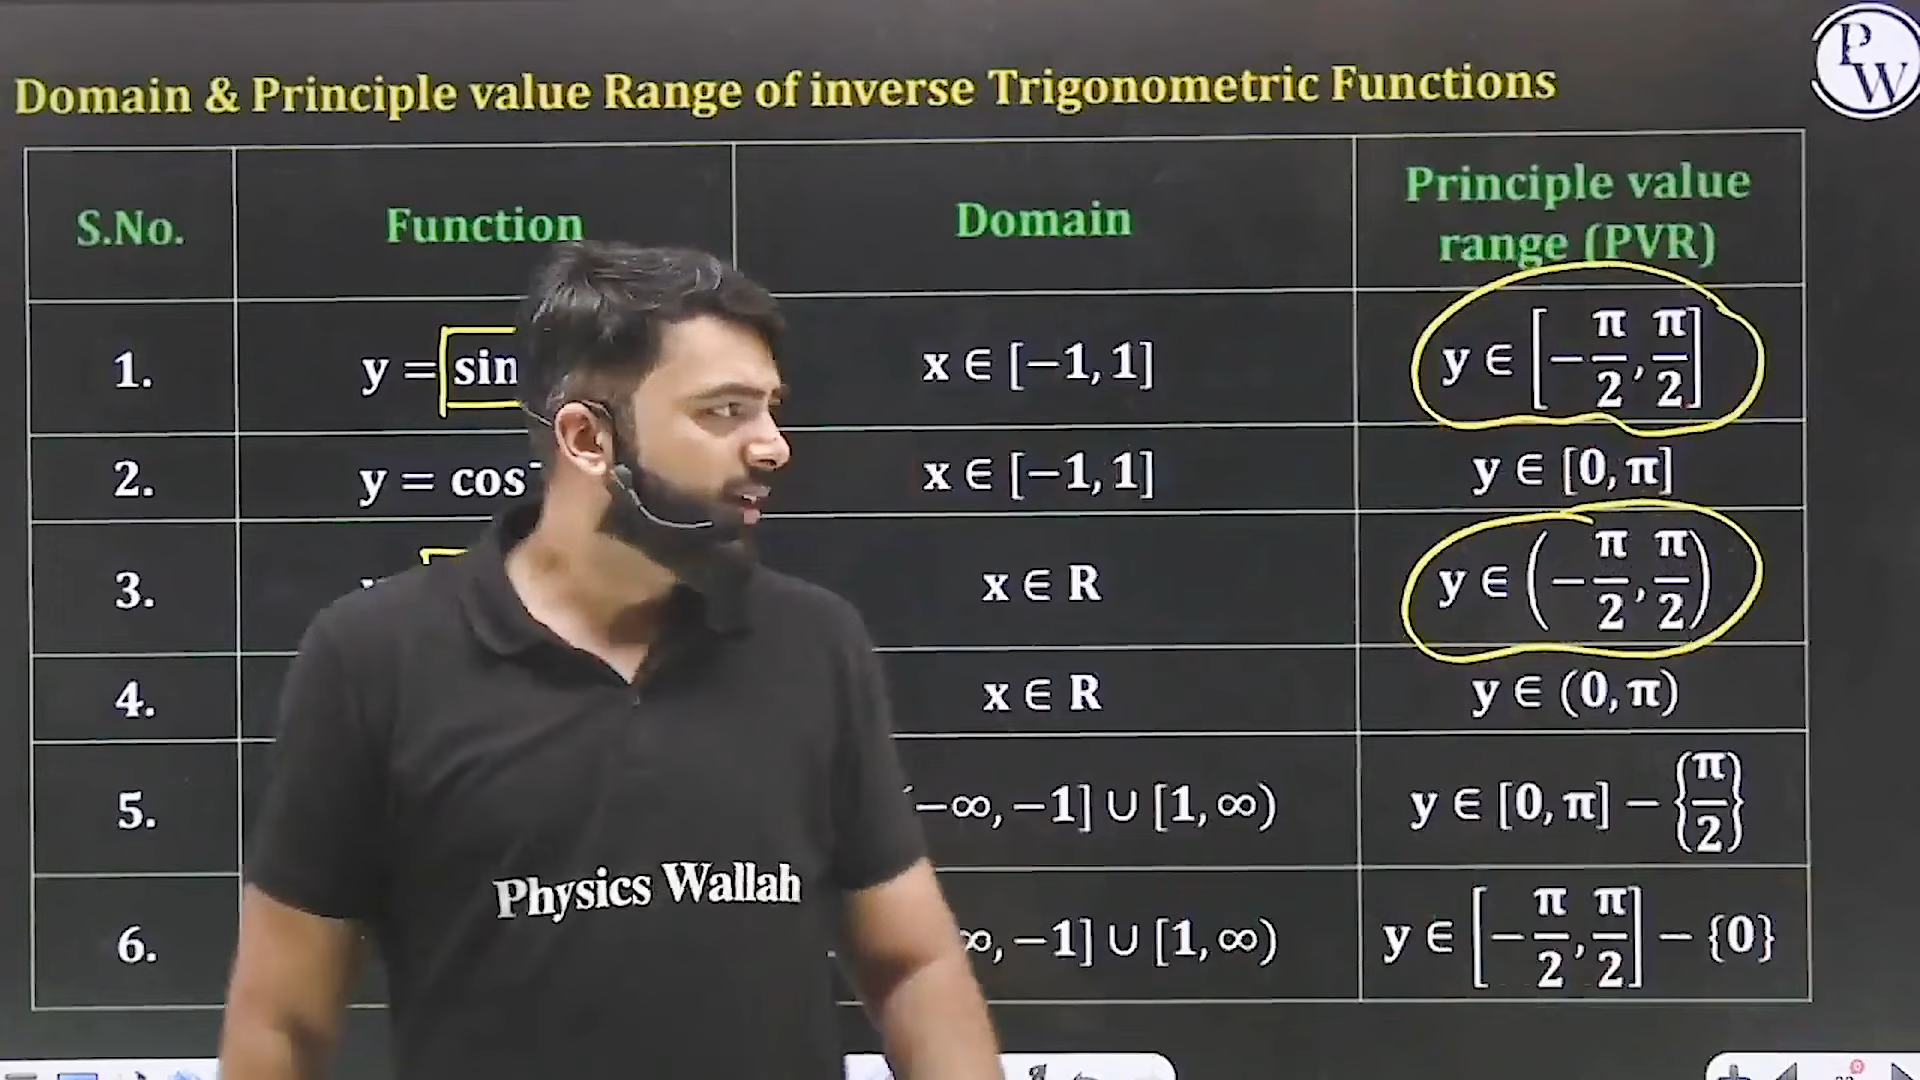 PW
Domain & Principle value Range of inverse Trigonometric Functions
S.No. Function Domain Principle value range (PVR)
1. y = sin x ∈ [−1, 1] y ∈ [−π/2, π/2]
2. y = cos⁻ x ∈ [−1, 1] y ∈ [0, π]
3. x ∈ R y ∈ (−π/2, π/2)
4. x ∈ R y ∈ (0, π)
5. −∞, −1] ∪ [1, ∞) y ∈ [0, π] − {π/2}
6. ∞, −1] ∪ [1, ∞) y ∈ [−π/2, π/2] − {0}
Physics Wallah